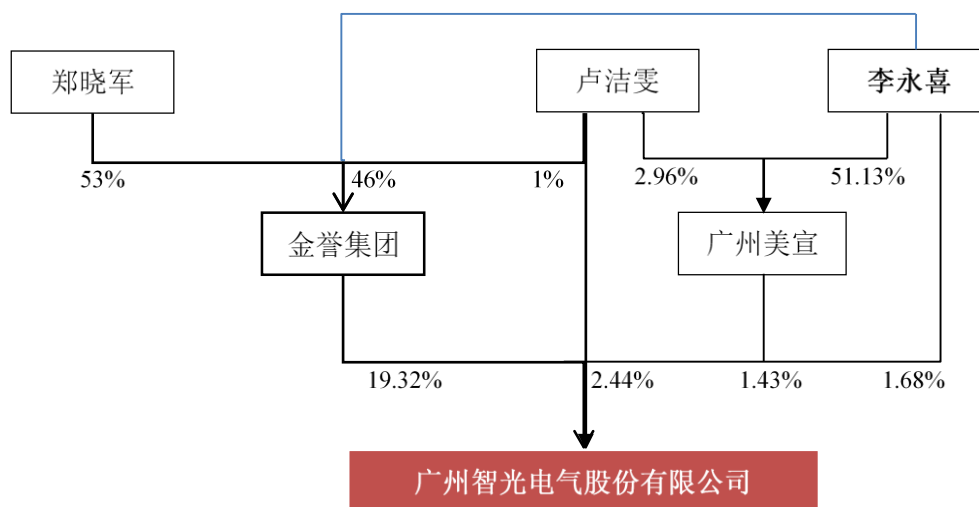 郑晓军
卢洁雯
李永喜
53%
46%
1%
2.96%
51.13%
金誉集团
广州美宣
19.32%
2.44%
1.43%
1.68%
广州智光电气股份有限公司